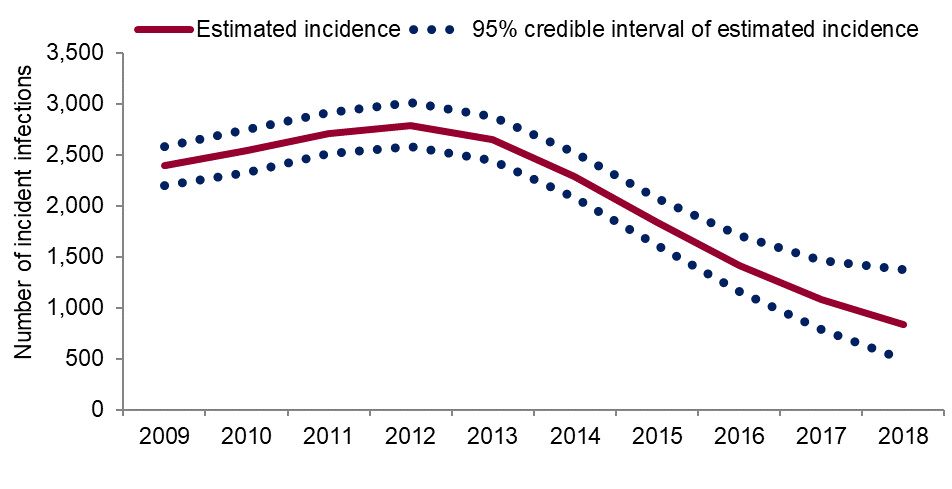 Estimated incidence 95% credible interval of estimated incidence
Number of incident infections
3,500
3,000
2,500
2,000
1,500
1,000
500
0
2009 2010 2011 2012 2013 2014 2015 2016 2017 2018